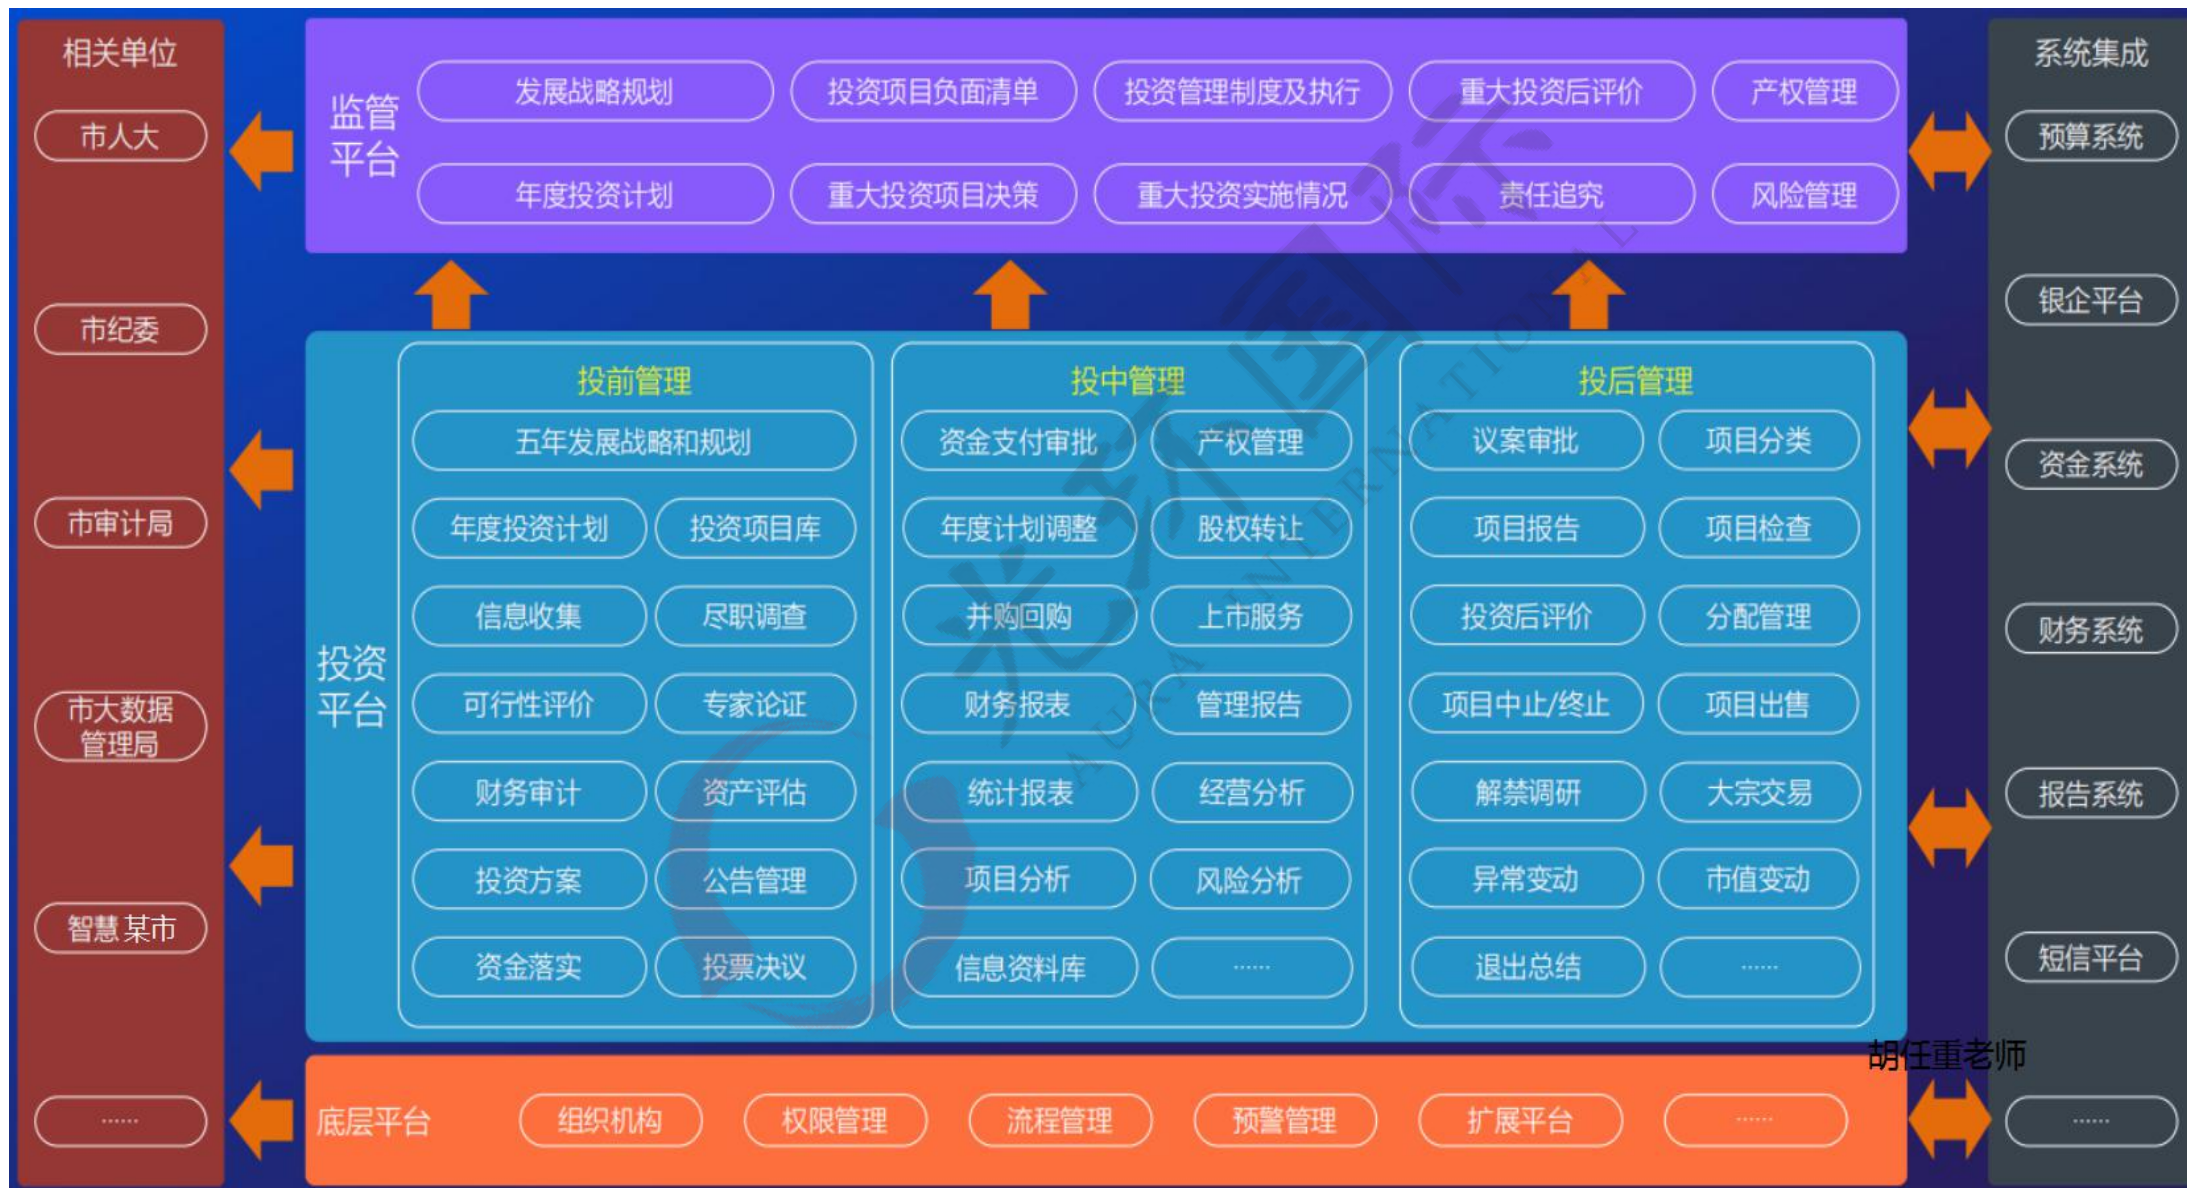 相关单位
市人大
市纪委
市审计局
市大数据
管理局
智慧某市
......
监管
平台
发展战略规划
投资项目负面清单
投资管理制度及执行
重大投资后评价
产权管理
年度投资计划
重大投资项目决策
重大投资实施情况
责任追究
风险管理
投资
平台
投前管理
五年发展战略和规划
年度投资计划
投资项目库
信息收集
尽职调查
可行性评价
专家论证
财务审计
资产评估
投资方案
公告管理
资金落实
投票决议
投中管理
资金支付审批
产权管理
年度计划调整
股权转让
并购回购
上市服务
财务报表
管理报告
统计报表
经营分析
项目分析
风险分析
信息资料库
......
投后管理
议案审批
项目分类
项目报告
项目检查
投资后评价
分配管理
项目中止/终止
项目出售
解禁调研
大宗交易
异常变动
市值变动
退出总结
......
底层平台
组织机构
权限管理
流程管理
预警管理
扩展平台
......
系统集成
预算系统
银企平台
资金系统
财务系统
报告系统
短信平台
......
胡任重老师
光环国际
AURA INTERNATIONAL